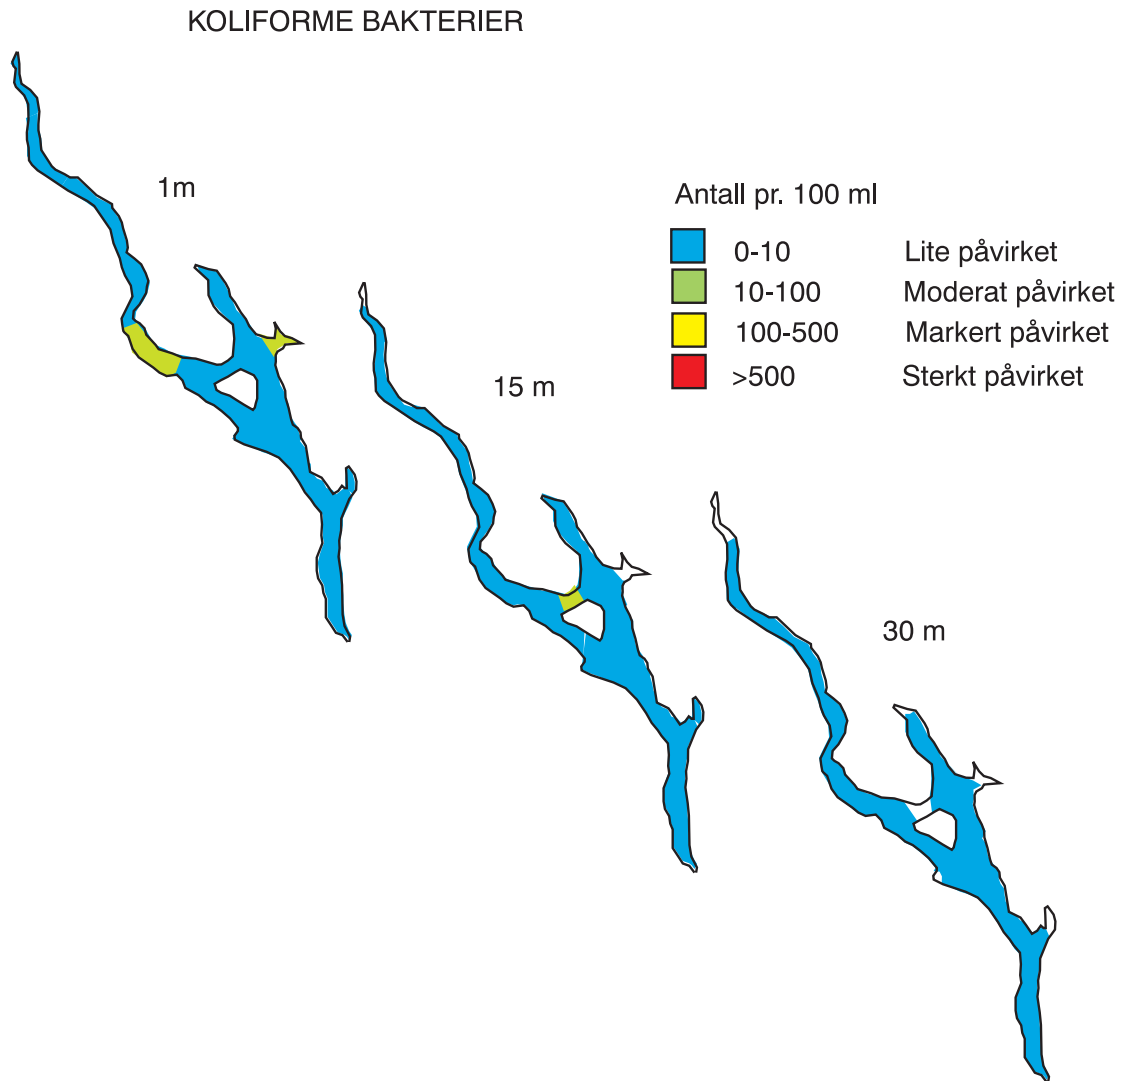 KOLIFORME BAKTERIER
1m
Antall pr. 100 ml
0-10 Lite påvirket
10-100 Moderat påvirket
100-500 Markert påvirket
>500 Sterkt påvirket
15 m
30 m